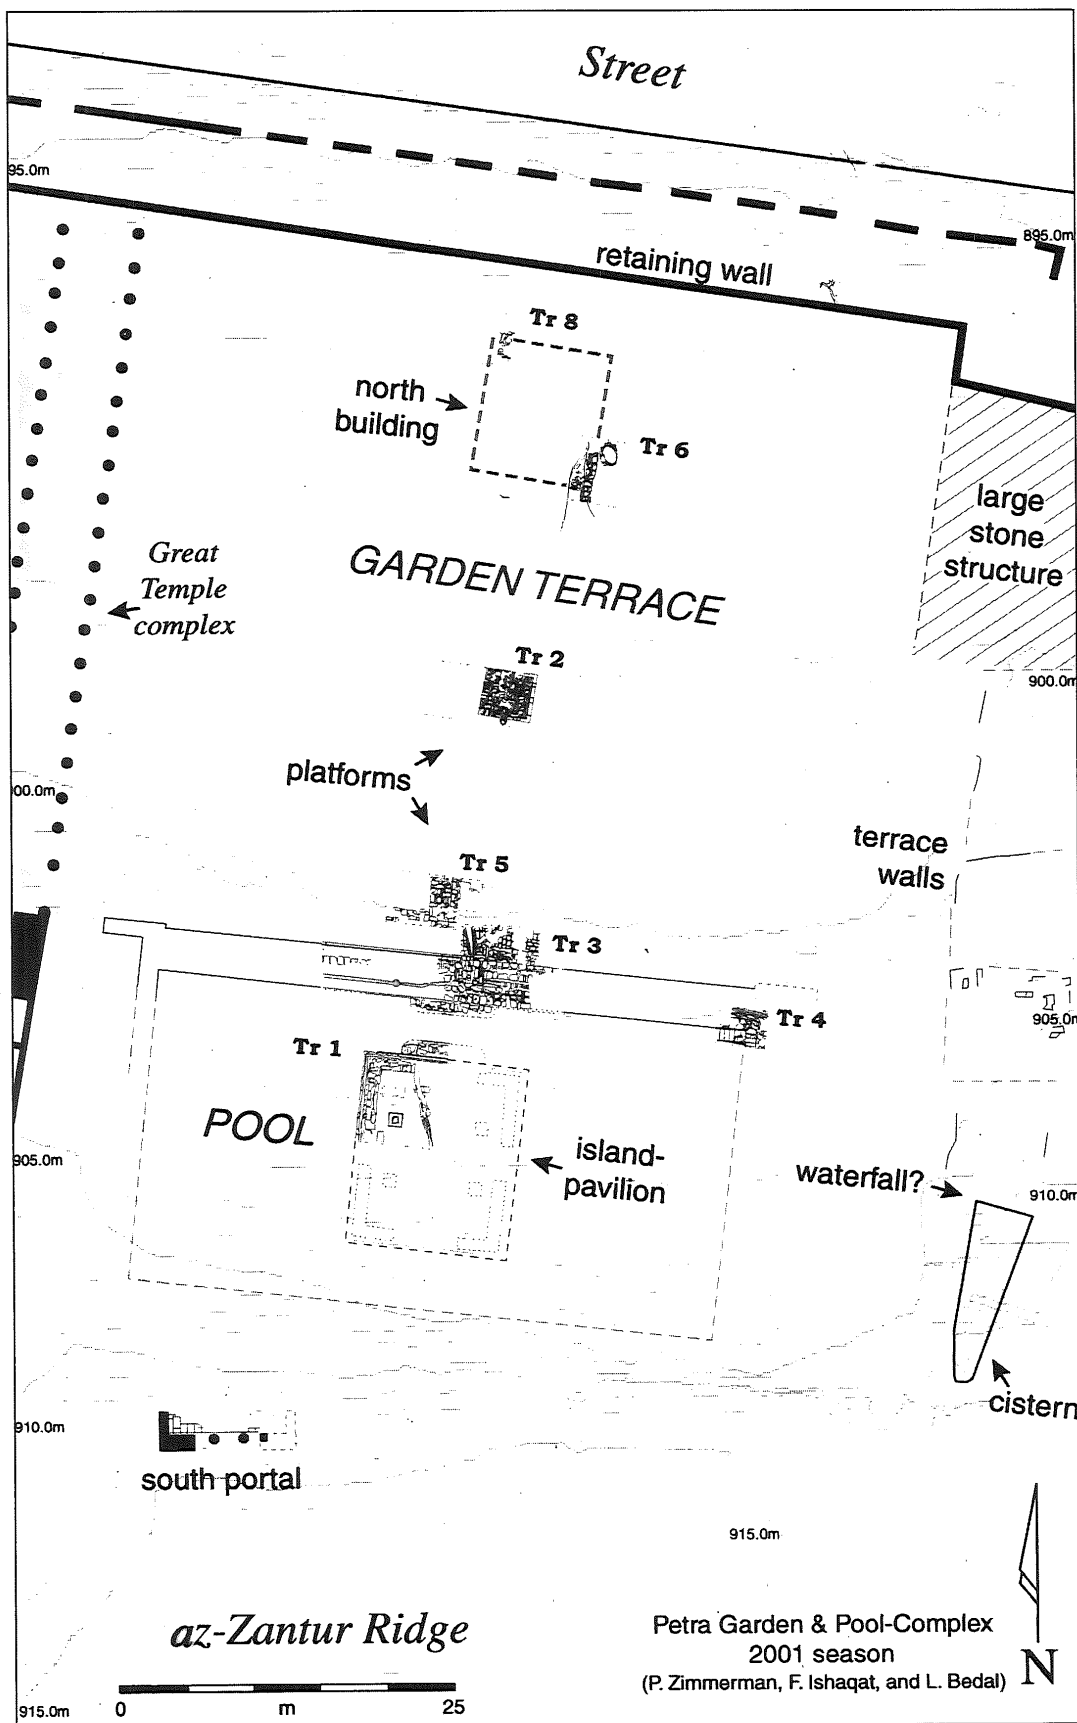 Street
95.0m
895.0m
retaining wall
Tr 8
north
building
Tr 6
large
stone
structure
Great
Temple
complex
GARDEN TERRACE
Tr 2
900.0m
platforms
00.0m
terrace
walls
Tr 5
Tr 3
Tr 4
905.0m
Tr 1
POOL
island-
pavilion
905.0m
waterfall?
910.0m
cistern
910.0m
south portal
915.0m
az-Zantur Ridge
Petra Garden & Pool-Complex
2001 season
(P. Zimmerman, F. Ishaqat, and L. Bedal)
N
915.0m
0 m 25